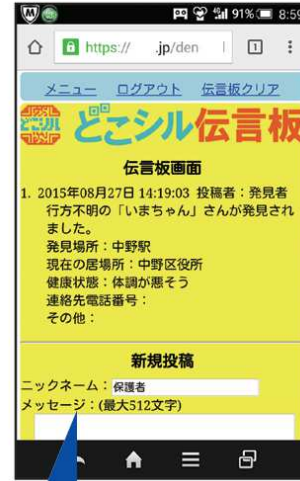 91% 8:59
https:// .jp/den 1
メニュー ログアウト 伝言板クリア
どこシル どこシル伝言板
伝言板画面
1. 2015年08月27日 14:19:03 投稿者：発見者
行方不明の「いまちゃん」さんが発見され
ました。
発見場所：中野駅
現在の居場所：中野区役所
健康状態：体調が悪そう
連絡先電話番号：
その他：
新規投稿
ニックネーム：保護者
メッセージ：(最大512文字)